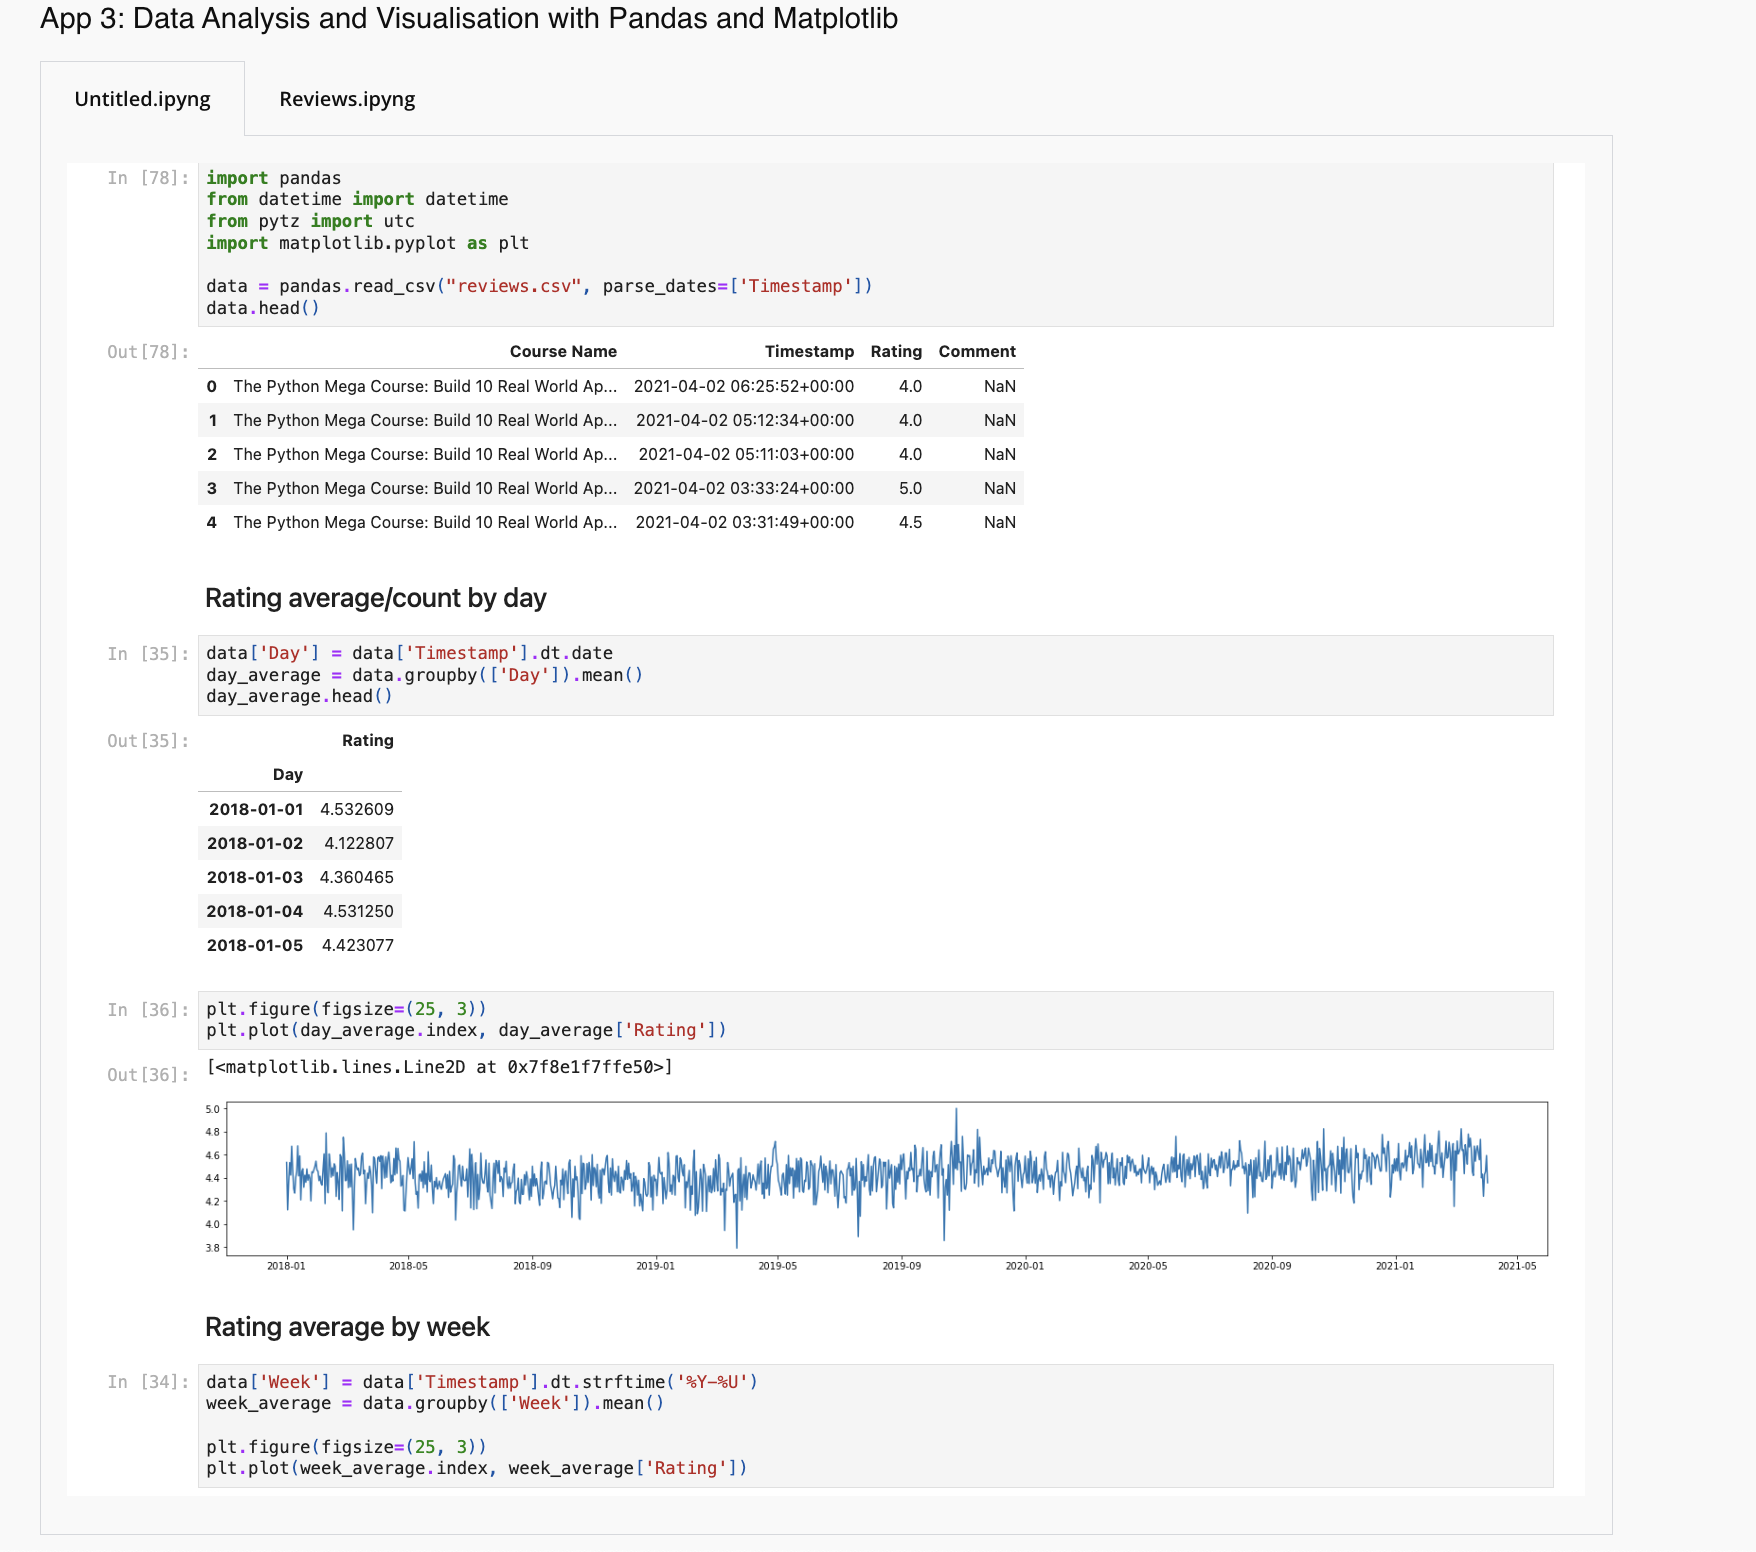 App 3: Data Analysis and Visualisation with Pandas and Matplotlib
Untitled.ipyng
Reviews.ipyng
In [78]:
import pandas
from datetime import datetime
from pytz import utc
import matplotlib.pyplot as plt
data = pandas.read_csv("reviews.csv", parse_dates=['Timestamp'])
data.head()
Out[78]:
Course Name Timestamp Rating Comment
0 The Python Mega Course: Build 10 Real World Ap... 2021-04-02 06:25:52+00:00 4.0 NaN
1 The Python Mega Course: Build 10 Real World Ap... 2021-04-02 05:12:34+00:00 4.0 NaN
2 The Python Mega Course: Build 10 Real World Ap... 2021-04-02 05:11:03+00:00 4.0 NaN
3 The Python Mega Course: Build 10 Real World Ap... 2021-04-02 03:33:24+00:00 5.0 NaN
4 The Python Mega Course: Build 10 Real World Ap... 2021-04-02 03:31:49+00:00 4.5 NaN
Rating average/count by day
In [35]:
data['Day'] = data['Timestamp'].dt.date
day_average = data.groupby(['Day']).mean()
day_average.head()
Out[35]:
Rating
Day
2018-01-01 4.532609
2018-01-02 4.122807
2018-01-03 4.360465
2018-01-04 4.531250
2018-01-05 4.423077
In [36]:
plt.figure(figsize=(25, 3))
plt.plot(day_average.index, day_average['Rating'])
Out[36]:
[<matplotlib.lines.Line2D at 0x7f8e1f7ffe50>]
5.0
4.8
4.6
4.4
4.2
4.0
3.8
2018-01 2018-05 2018-09 2019-01 2019-05 2019-09 2020-01 2020-05 2020-09 2021-01 2021-05
Rating average by week
In [34]:
data['Week'] = data['Timestamp'].dt.strftime('%Y-%U')
week_average = data.groupby(['Week']).mean()
plt.figure(figsize=(25, 3))
plt.plot(week_average.index, week_average['Rating'])